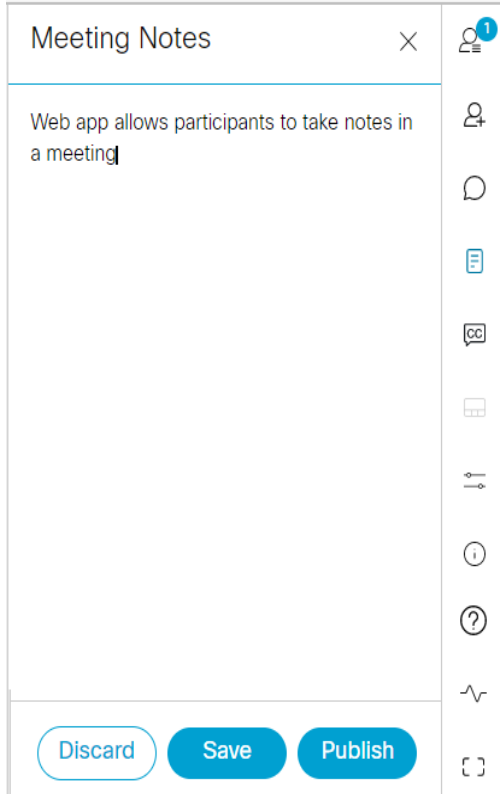 Meeting Notes
1
Web app allows participants to take notes in
a meeting
CC
Discard Save Publish